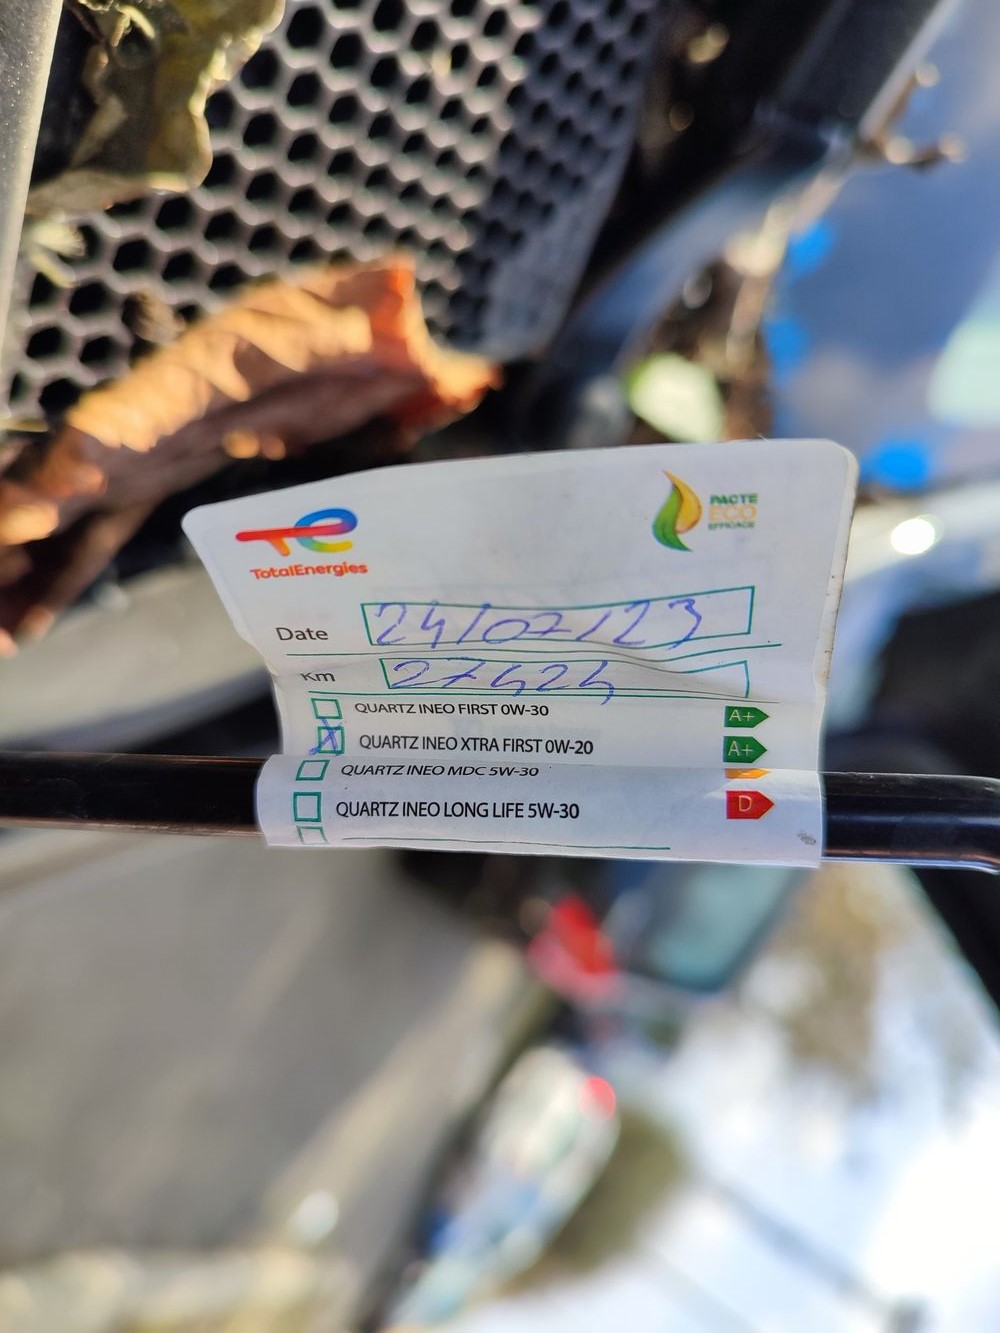 TotalEnergies
PACTE
ECO
EFFICACE
Date 24/07/23
Km 27424
QUARTZ INEO FIRST 0W-30 A+
QUARTZ INEO XTRA FIRST 0W-20 A+
QUARTZ INEO MDC 5W-30
QUARTZ INEO LONG LIFE 5W-30 D